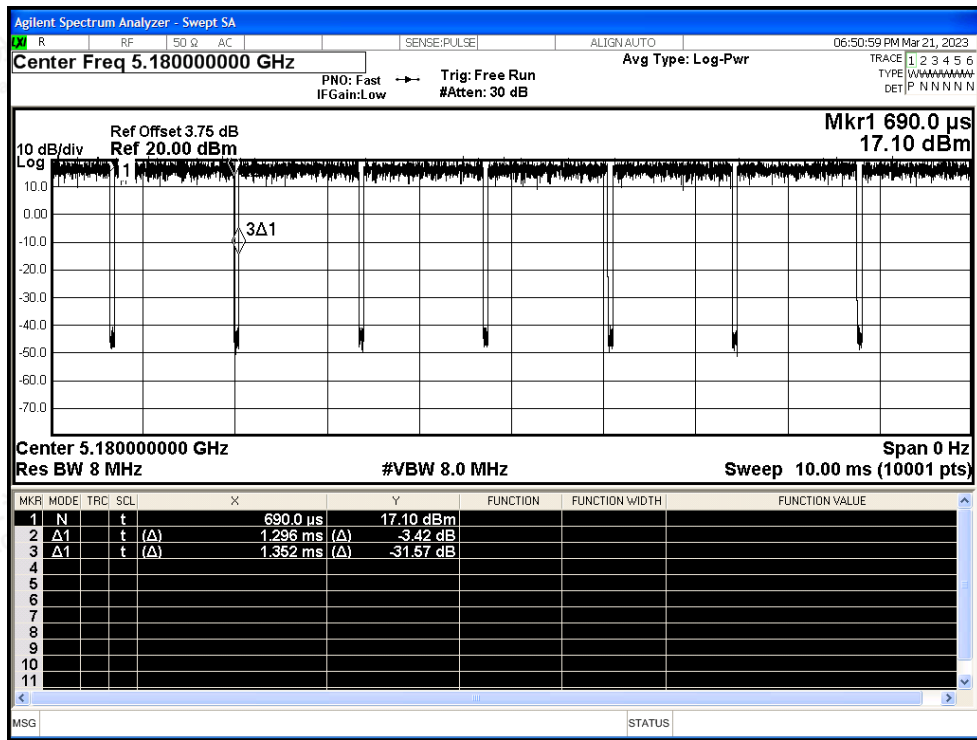 Agilent Spectrum Analyzer - Swept SA
LXI R RF 50 Ω AC SENSE:PULSE ALIGN AUTO 06:50:59 PM Mar 21, 2023
Center Freq 5.180000000 GHz Avg Type: Log-Pwr TRACE 1 2 3 4 5 6
PNO: Fast Trig: Free Run TYPE WWWWWW
IFGain:Low #Atten: 30 dB DET P N N N N N
Mkr1 690.0 µs
17.10 dBm
Ref Offset 3.75 dB
10 dB/div Ref 20.00 dBm
Log
1
10.0
0.00
3Δ1
-10.0
-20.0
-30.0
-40.0
-50.0
-60.0
-70.0
Center 5.180000000 GHz Span 0 Hz
Res BW 8 MHz #VBW 8.0 MHz Sweep 10.00 ms (10001 pts)
MKR MODE TRC SCL X Y FUNCTION FUNCTION WIDTH FUNCTION VALUE
1 N t 690.0 µs 17.10 dBm
2 Δ1 t (Δ) 1.296 ms (Δ) -3.42 dB
3 Δ1 t (Δ) 1.352 ms (Δ) -31.57 dB
4
5
6
7
8
9
10
11
MSG STATUS